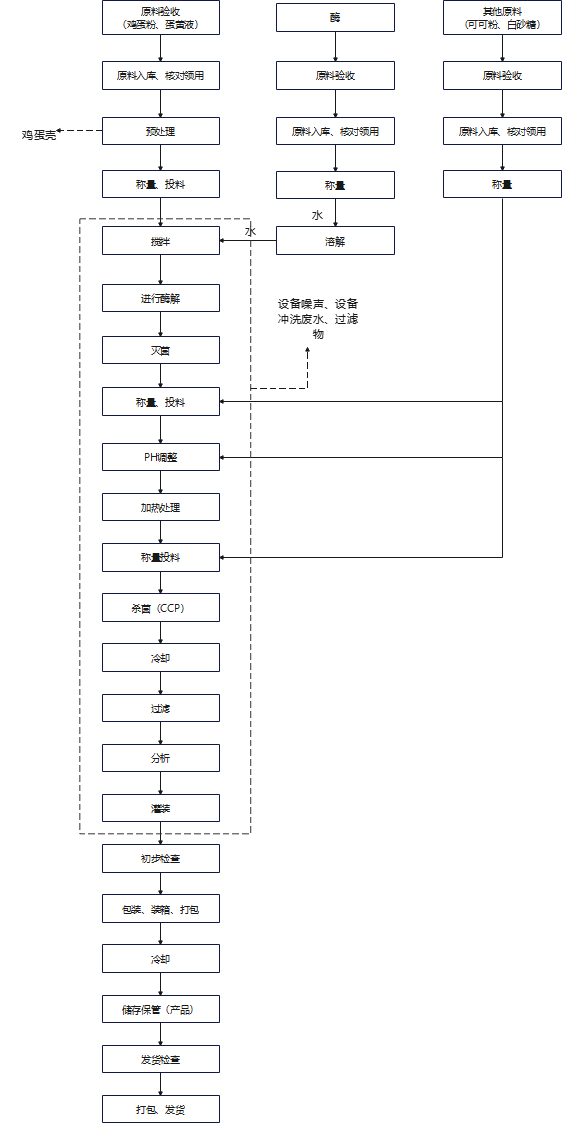 原料验收
（鸡蛋粉、蛋黄液）
酶
其他原料
（可可粉、白砂糖）
原料入库、核对领用
原料验收
原料验收
鸡蛋壳
预处理
原料入库、核对领用
原料入库、核对领用
称量、投料
称量
称量
水
搅拌
水
溶解
进行酶解
设备噪声、设备
冲洗废水、过滤
物
灭菌
称量、投料
PH调整
加热处理
称量投料
杀菌（CCP）
冷却
过滤
分析
灌装
初步检查
包装、装箱、打包
冷却
储存保管（产品）
发货检查
打包、发货